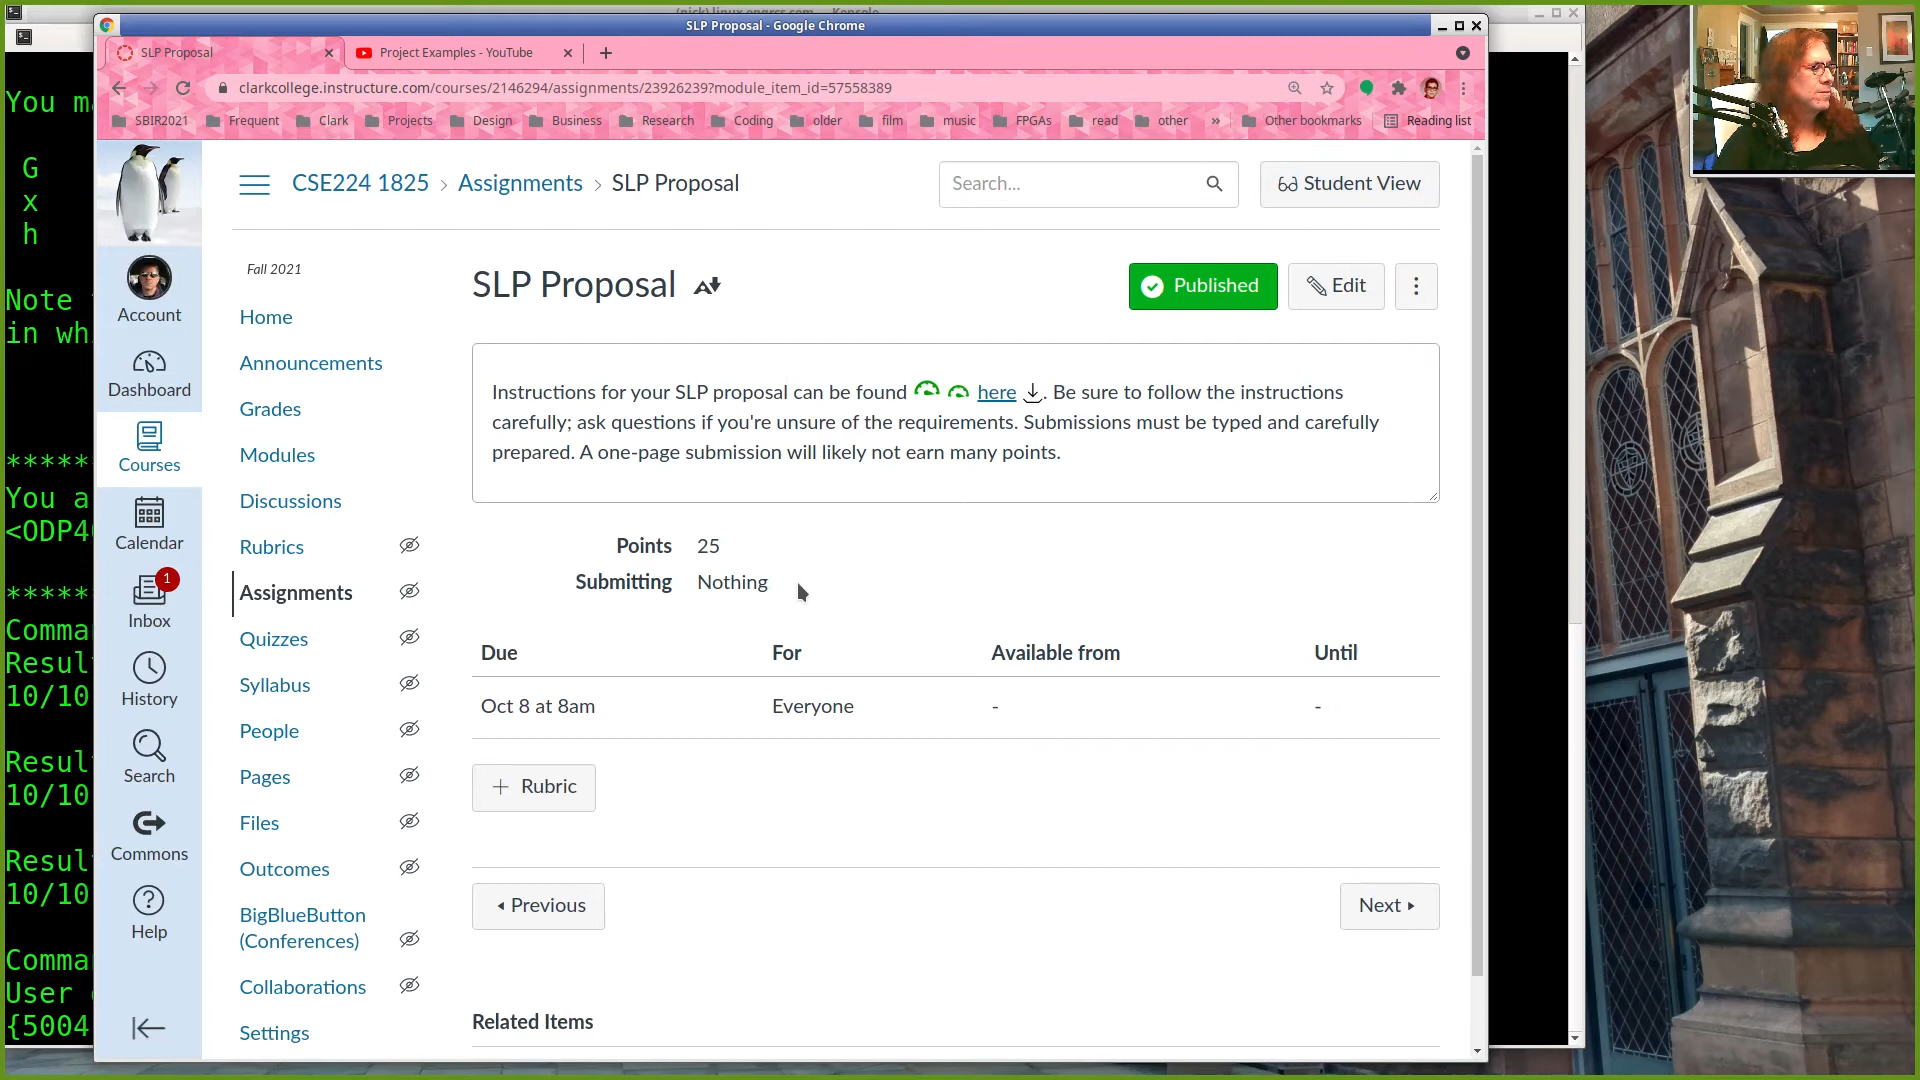 SLP Proposal - Google Chrome
SLP Proposal
Project Examples - YouTube
clarkcollege.instructure.com/courses/2146294/assignments/23926239?module_item_id=57558389
SBIR2021 Frequent Clark Projects Design Business Research Coding older film music FPGAs read other » Other bookmarks Reading list
CSE224 1825 › Assignments › SLP Proposal
Search...
Student View
Account
Dashboard
Courses
Calendar
1
Inbox
History
Search
Commons
Help
Fall 2021
Home
Announcements
Grades
Modules
Discussions
Rubrics
Assignments
Quizzes
Syllabus
People
Pages
Files
Outcomes
BigBlueButton
(Conferences)
Collaborations
Settings
SLP Proposal
Published
Edit
Instructions for your SLP proposal can be found here . Be sure to follow the instructions
carefully; ask questions if you're unsure of the requirements. Submissions must be typed and carefully
prepared. A one-page submission will likely not earn many points.
Points 25
Submitting Nothing
Due For Available from Until
Oct 8 at 8am Everyone - -
+ Rubric
Previous
Next
Related Items
You m
G
x
h
Note
in wh
******
You a
<ODP4
******
Comma
Resul
10/10
Resul
10/10
Resul
10/10
Comma
User
{5004